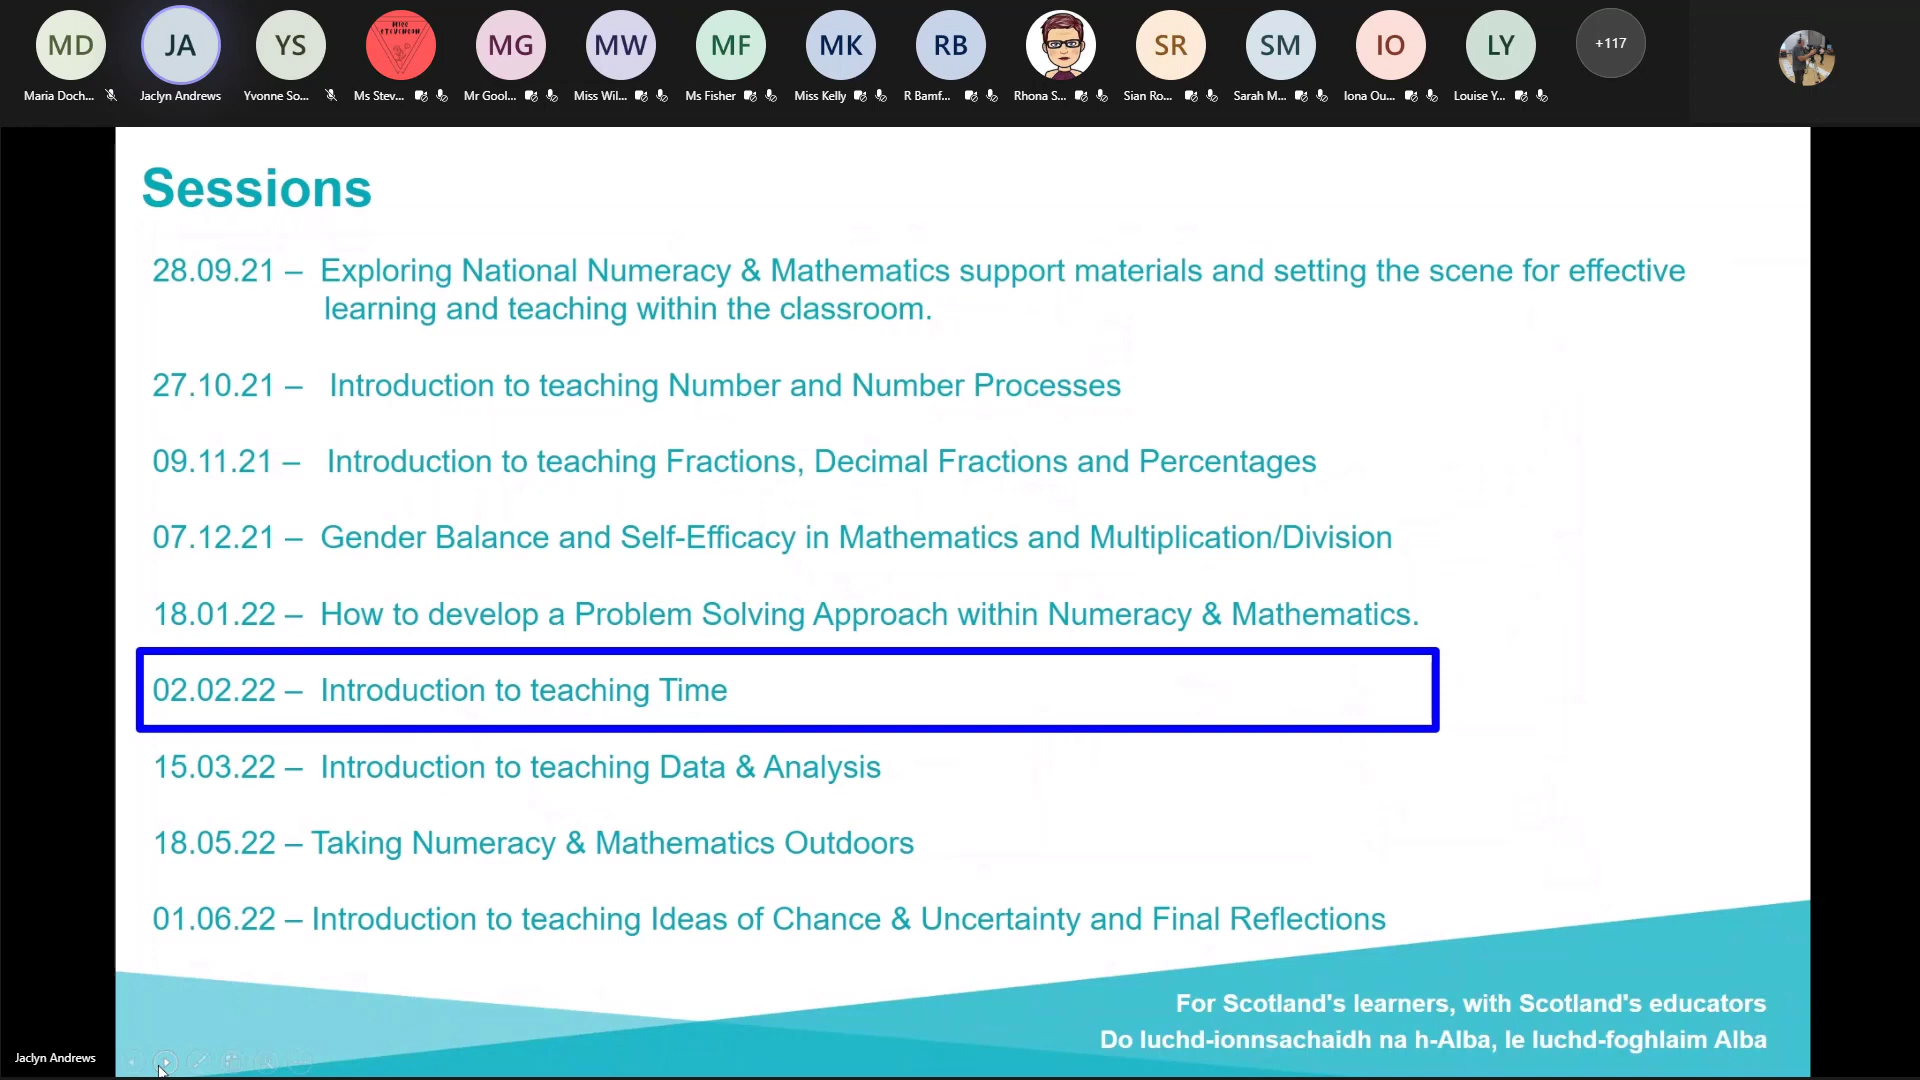 MD
JA
YS
MISS
STEVENSON
MG
MW
MF
MK
RB
SR
SM
IO
LY
+117
Maria Doch...
Jaclyn Andrews
Yvonne So...
Ms Stev...
Mr Gool...
Miss Wil...
Ms Fisher
Miss Kelly
R Bamf...
Rhona S...
Sian Ro...
Sarah M...
Iona Ou...
Louise Y...
Sessions
28.09.21 – Exploring National Numeracy & Mathematics support materials and setting the scene for effective
learning and teaching within the classroom.
27.10.21 – Introduction to teaching Number and Number Processes
09.11.21 – Introduction to teaching Fractions, Decimal Fractions and Percentages
07.12.21 – Gender Balance and Self-Efficacy in Mathematics and Multiplication/Division
18.01.22 – How to develop a Problem Solving Approach within Numeracy & Mathematics.
02.02.22 – Introduction to teaching Time
15.03.22 – Introduction to teaching Data & Analysis
18.05.22 – Taking Numeracy & Mathematics Outdoors
01.06.22 – Introduction to teaching Ideas of Chance & Uncertainty and Final Reflections
For Scotland's learners, with Scotland's educators
Do luchd-ionnsachaidh na h-Alba, le luchd-foghlaim Alba
Jaclyn Andrews